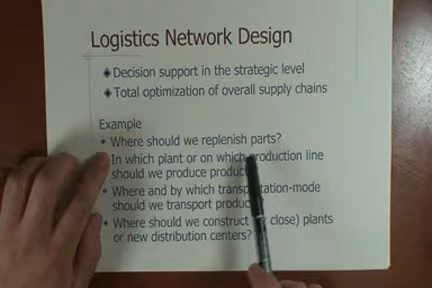 Logistics Network Design
Decision support in the strategic level
Total optimization of overall supply chains
Example
Where should we replenish parts?
In which plant or on which production line
should we produce
Where and by which
should we transport
Where should we construct close) plants
or new distribution centers?